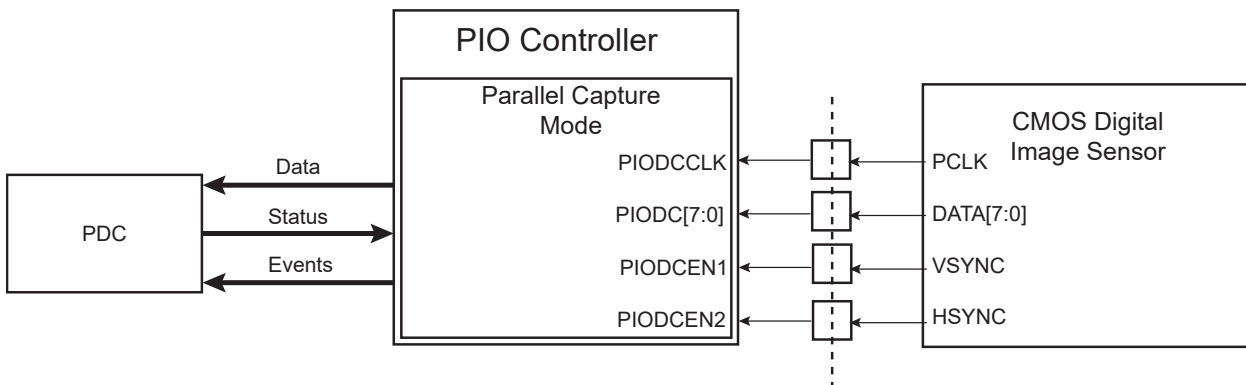 PIO Controller
Parallel Capture
Mode
PIODCCLK
PIODC[7:0]
PIODCEN1
PIODCEN2
Data
Status
Events
PDC
CMOS Digital
Image Sensor
PCLK
DATA[7:0]
VSYNC
HSYNC